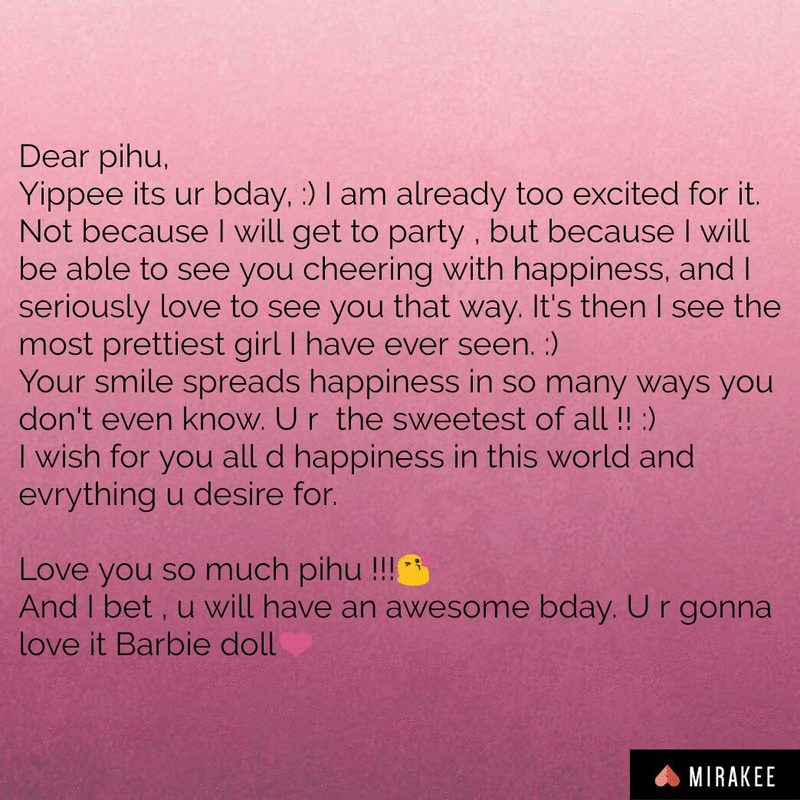 Dear pihu,
Yippee its ur bday, :) I am already too excited for it.
Not because I will get to party , but because I will
be able to see you cheering with happiness, and I
seriously love to see you that way. It's then I see the
most prettiest girl I have ever seen. :)
Your smile spreads happiness in so many ways you
don't even know. U r  the sweetest of all !! :)
I wish for you all d happiness in this world and
evrything u desire for.

Love you so much pihu !!!😘
And I bet , u will have an awesome bday. U r gonna
love it Barbie doll❤
MIRAKEE